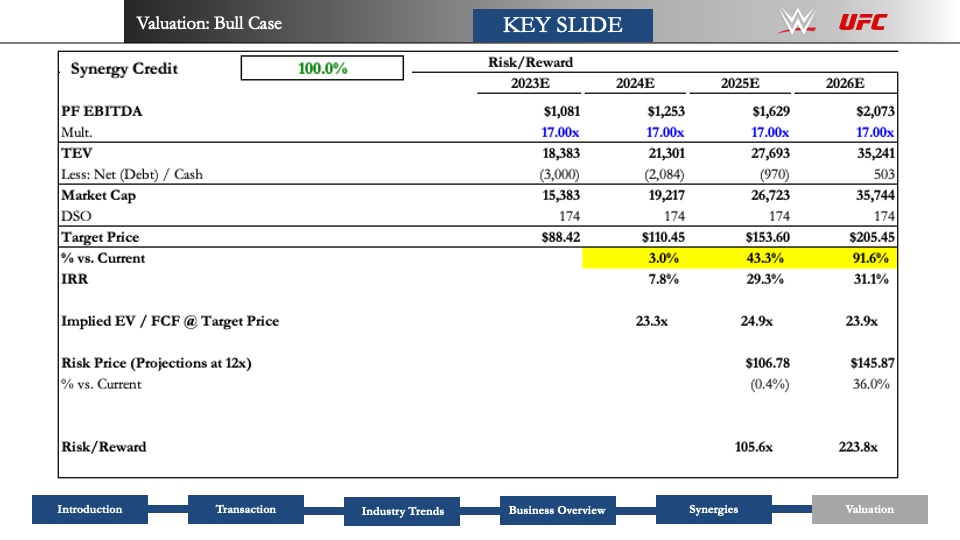 Valuation: Bull Case
KEY SLIDE
W UFC
Synergy Credit 100.0%
Risk/Reward
2023E 2024E 2025E 2026E
PF EBITDA $1,081 $1,253 $1,629 $2,073
Mult. 17.00x 17.00x 17.00x 17.00x
TEV 18,383 21,301 27,693 35,241
Less: Net (Debt) / Cash (3,000) (2,084) (970) 503
Market Cap 15,383 19,217 26,723 35,744
DSO 174 174 174 174
Target Price $88.42 $110.45 $153.60 $205.45
% vs. Current 3.0% 43.3% 91.6%
IRR 7.8% 29.3% 31.1%
Implied EV / FCF @ Target Price 23.3x 24.9x 23.9x
Risk Price (Projections at 12x) $106.78 $145.87
% vs. Current (0.4%) 36.0%
Risk/Reward 105.6x 223.8x
Introduction Transaction Industry Trends Business Overview Synergies Valuation